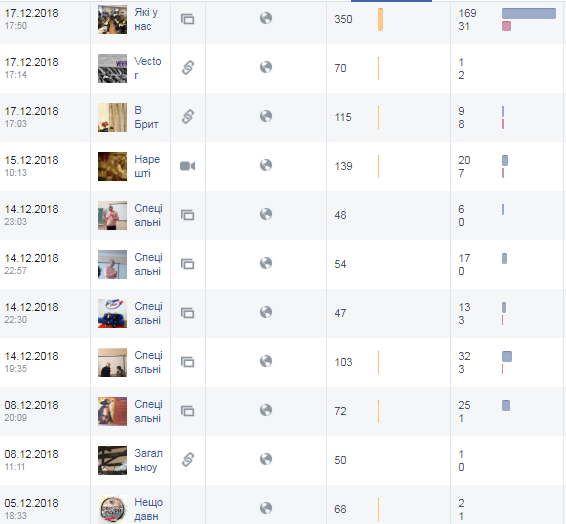 17.12.2018
17:50
Які у
нас
350
169
31
17.12.2018
17:14
Vecto
r
70
1
2
17.12.2018
17:03
В
Брит
115
9
8
15.12.2018
10:13
Наре
шті
139
20
7
14.12.2018
23:03
Спеці
альні
48
6
0
14.12.2018
22:57
Спеці
альні
54
17
0
14.12.2018
22:30
Спеці
альні
47
13
3
14.12.2018
19:35
Спеці
альні
103
32
3
08.12.2018
20:09
Спеці
альні
72
25
1
08.12.2018
11:11
Загаль
ноу
50
1
0
05.12.2018
18:33
Нещо
давн
68
2
1